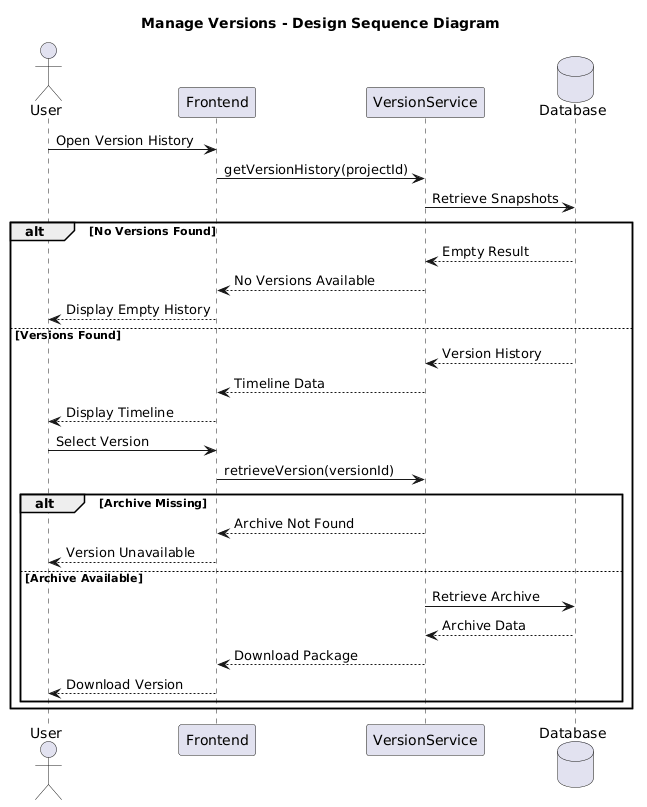 Manage Versions - Design Sequence Diagram
User
Frontend
VersionService
Database
Open Version History
getVersionHistory(projectId)
Retrieve Snapshots
alt
[No Versions Found]
Empty Result
No Versions Available
Display Empty History
[Versions Found]
Version History
Timeline Data
Display Timeline
Select Version
retrieveVersion(versionId)
alt
[Archive Missing]
Archive Not Found
Version Unavailable
[Archive Available]
Retrieve Archive
Archive Data
Download Package
Download Version
User
Frontend
VersionService
Database